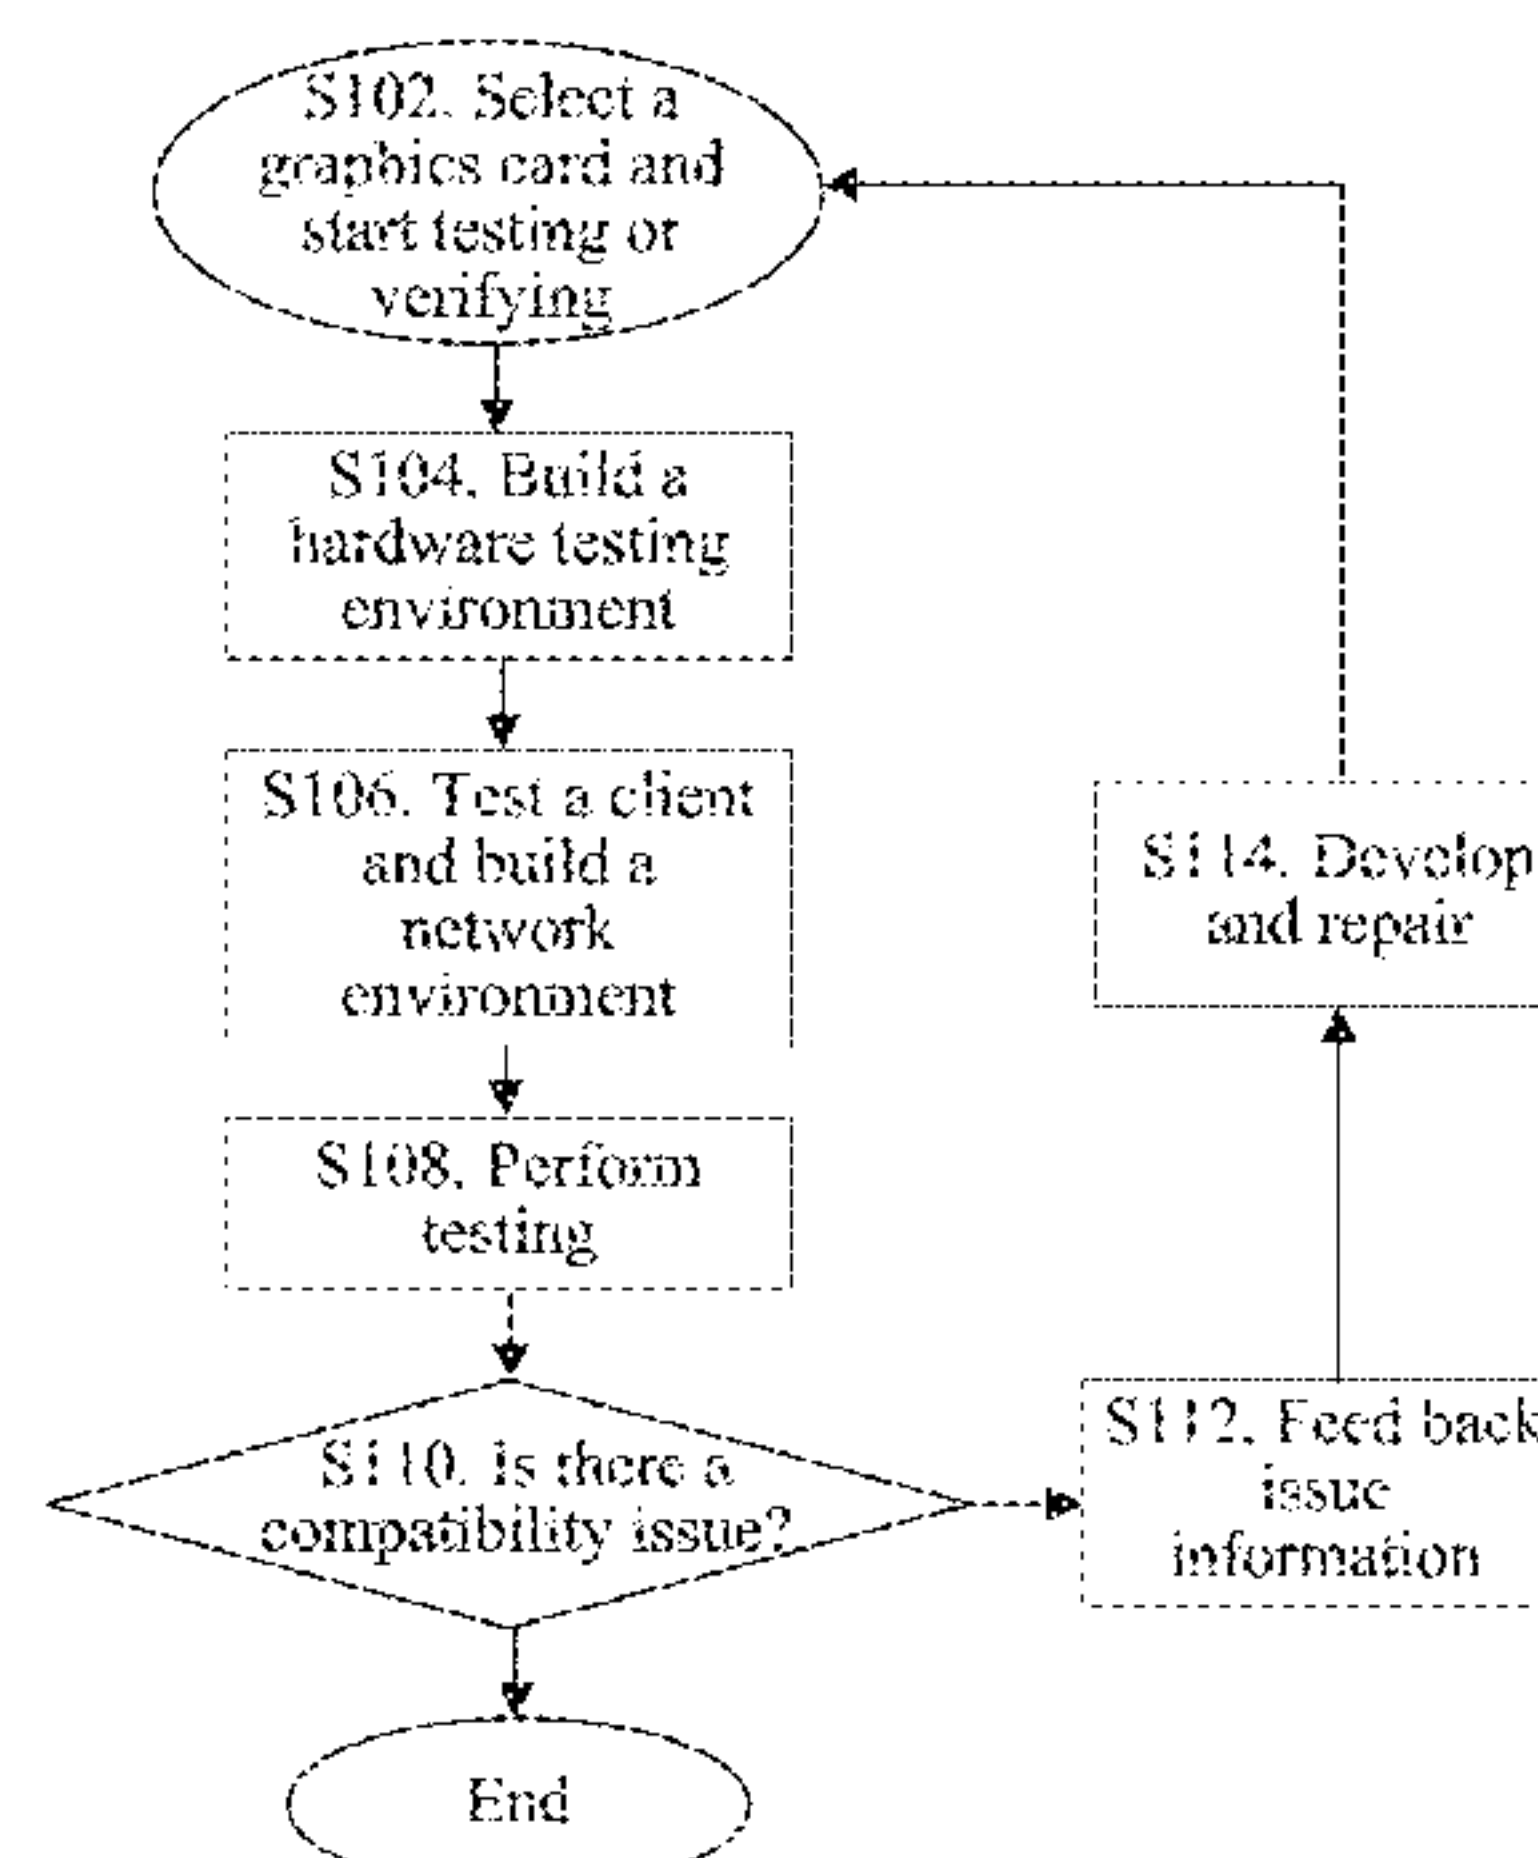 S102. Select a
graphics card and
start testing or
verifying
S104. Build a
hardware testing
environment
S106. Test a client
and build a
network
environment
S108. Perform
testing
S110. Is there a
compatibility issue?
End
S112. Feed back
issue
information
S114. Develop
and repair